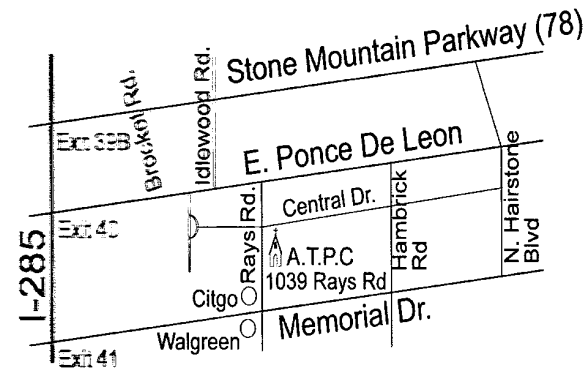 Stone Mountain Parkway (78)
Brockel Rd.
Idlewood Rd.
Exit 39B
E. Ponce De Leon
Exit 40
I-285
Rays Rd.
Central Dr.
Hambrick Rd
N. Hairstone Blvd
A.T.P.C
1039 Rays Rd
Citgo
Memorial Dr.
Walgreen
Exit 41